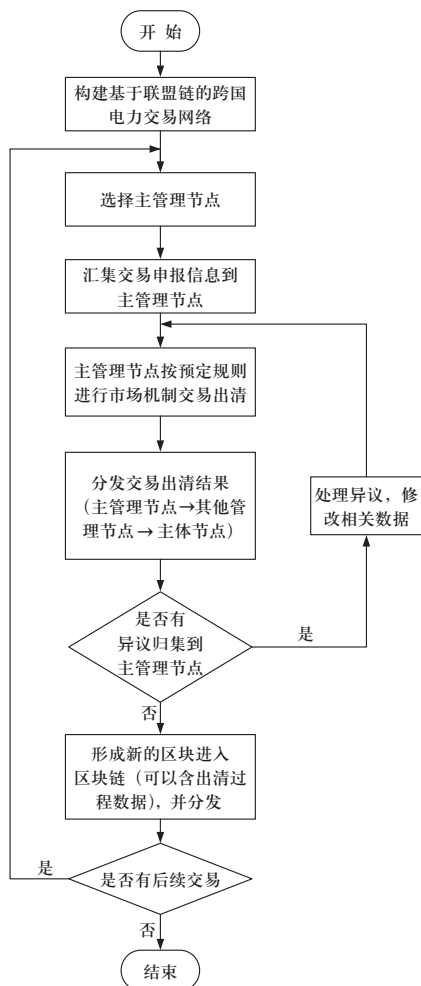 开 始
构建基于联盟链的跨国
电力交易网络
选择主管理节点
汇集交易申报信息到
主管理节点
主管理节点按预定规则
进行市场机制交易出清
分发交易出清结果
（主管理节点→其他管
理节点→主体节点）
处理异议，修
改相关数据
是否有
异议归集到
主管理节点
是
否
形成新的区块进入
区块链（可以含出清过
程数据），并分发
是
是否有后续交易
否
结束